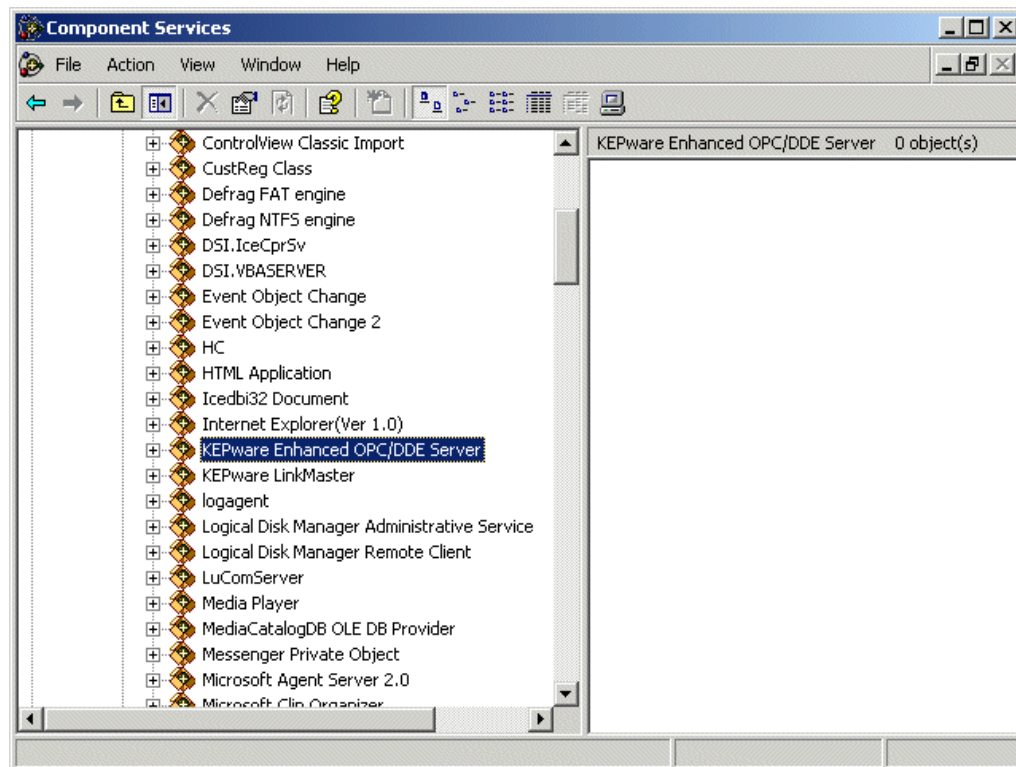 Component Services
File Action View Window Help
KEPware Enhanced OPC/DDE Server 0 object(s)
ControlView Classic Import
CustReg Class
Defrag FAT engine
Defrag NTFS engine
DSI.IceCprSv
DSI.VBASERVER
Event Object Change
Event Object Change 2
HC
HTML Application
Icedbi32 Document
Internet Explorer(Ver 1.0)
KEPware Enhanced OPC/DDE Server
KEPware LinkMaster
logagent
Logical Disk Manager Administrative Service
Logical Disk Manager Remote Client
LuComServer
Media Player
MediaCatalogDB OLE DB Provider
Messenger Private Object
Microsoft Agent Server 2.0
Microsoft Clip Organizer